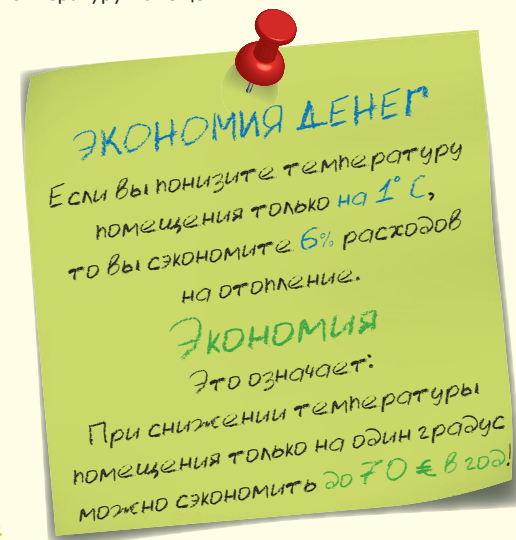 ЭКОНОМИЯ ДЕНЕГ
Если вы понизите температуру
помещения только на 1° C,
то вы сэкономите 6% расходов
на отопление.
Экономия
Это означает:
При снижении температуры
помещения только на один градус
можно сэкономить до 70 € в год!